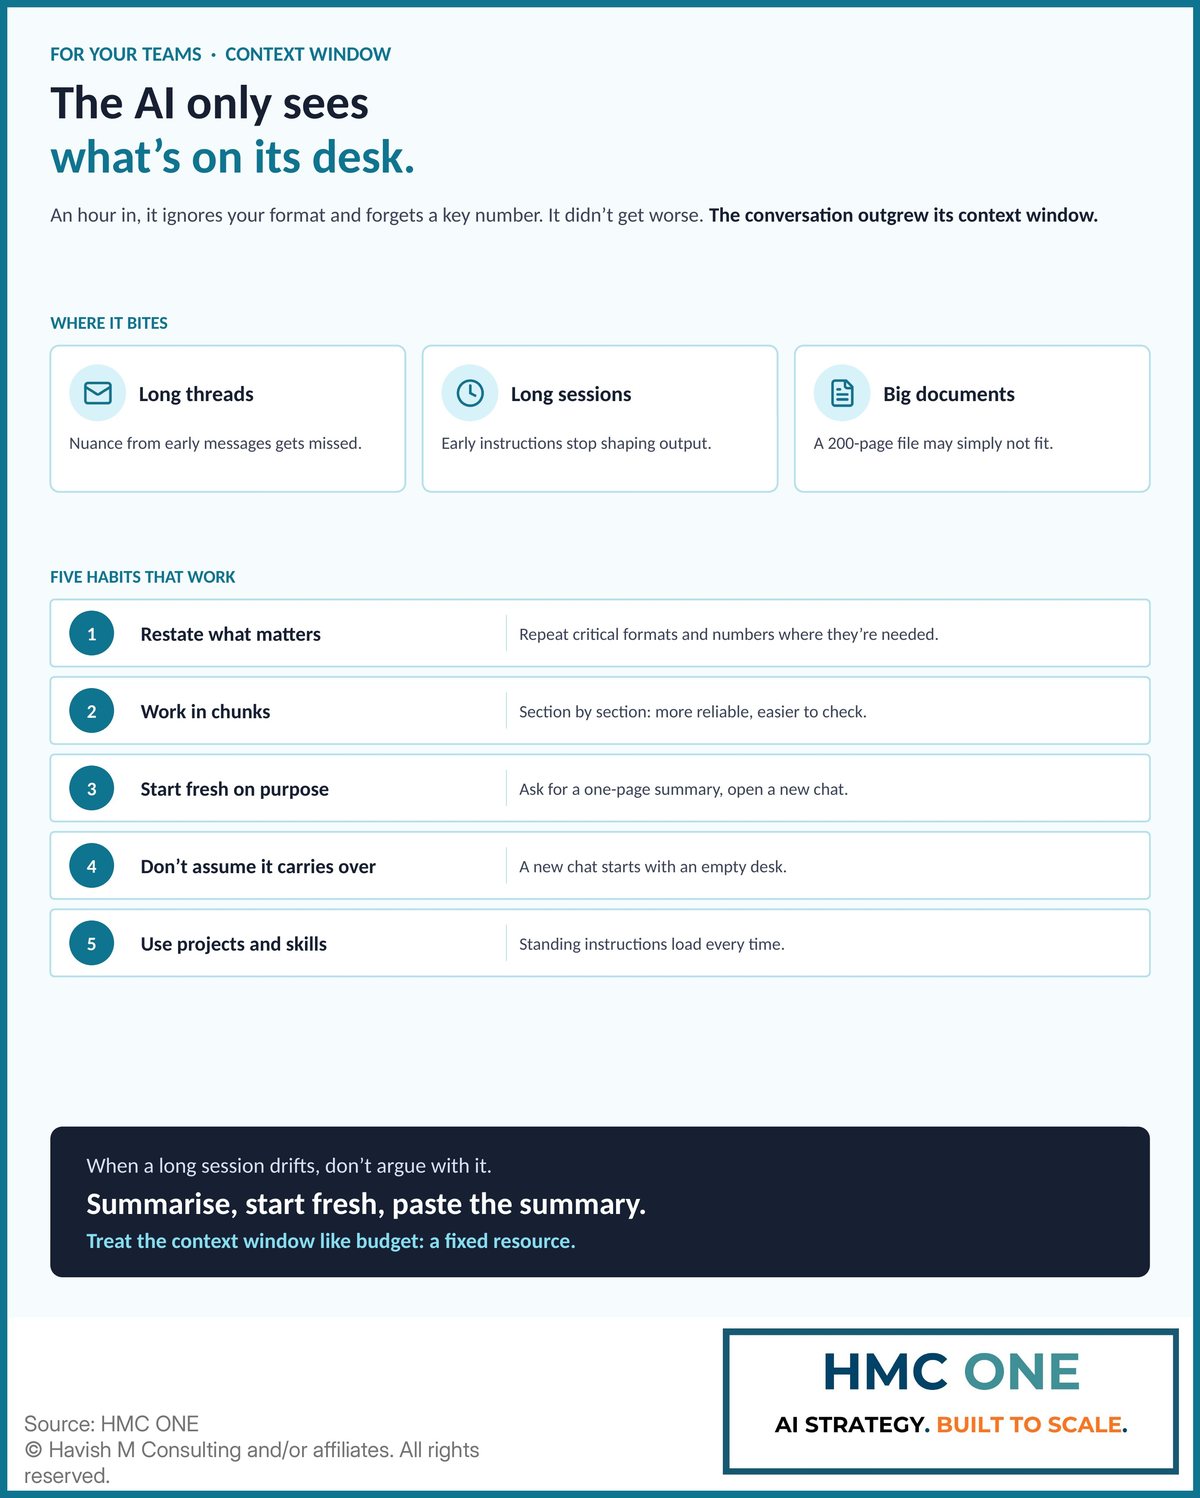 FOR YOUR TEAMS · CONTEXT WINDOW
The AI only sees
what’s on its desk.
An hour in, it ignores your format and forgets a key number. It didn’t get worse. The conversation outgrew its context window.
WHERE IT BITES
Long threads
Nuance from early messages gets missed.
Long sessions
Early instructions stop shaping output.
Big documents
A 200-page file may simply not fit.
FIVE HABITS THAT WORK
1 Restate what matters Repeat critical formats and numbers where they’re needed.
2 Work in chunks Section by section: more reliable, easier to check.
3 Start fresh on purpose Ask for a one-page summary, open a new chat.
4 Don’t assume it carries over A new chat starts with an empty desk.
5 Use projects and skills Standing instructions load every time.
When a long session drifts, don’t argue with it.
Summarise, start fresh, paste the summary.
Treat the context window like budget: a fixed resource.
HMC ONE
AI STRATEGY. BUILT TO SCALE.
Source: HMC ONE
© Havish M Consulting and/or affiliates. All rights
reserved.